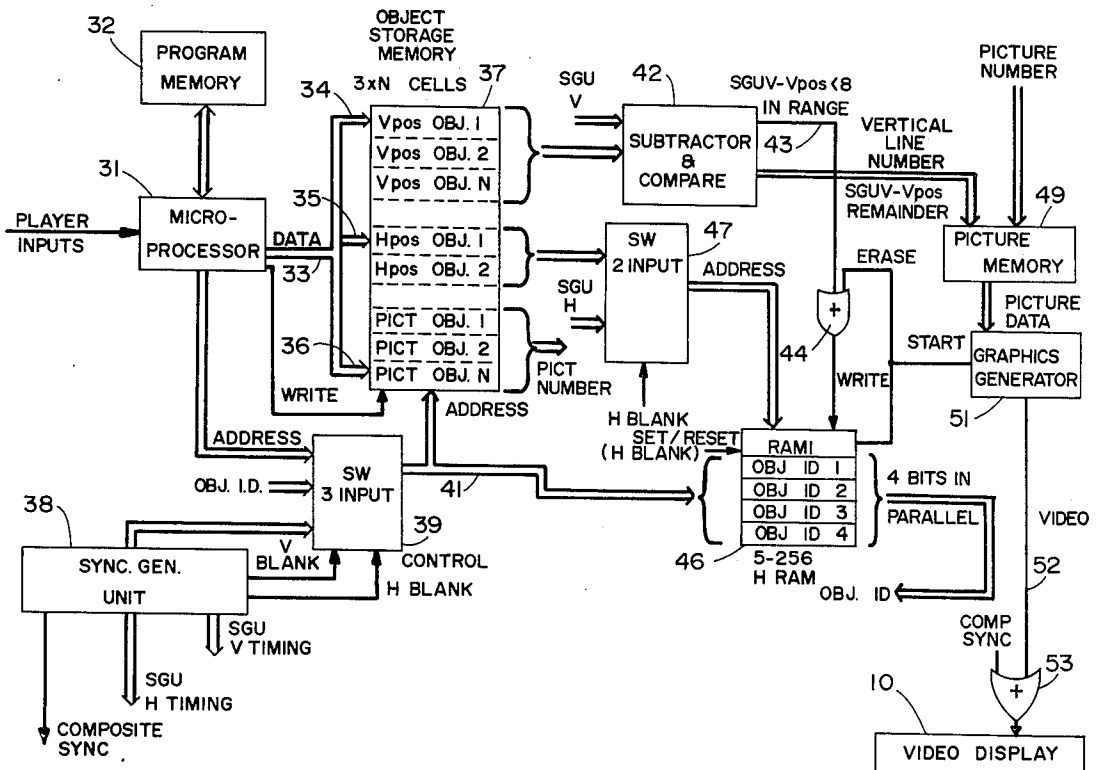 OBJECT
STORAGE
MEMORY
3xN CELLS
32
PROGRAM
MEMORY
34
37
SGU
V
42
SGUV-Vpos<8
IN RANGE
43
PICTURE
NUMBER
Vpos OBJ. 1
Vpos OBJ. 2
Vpos OBJ. N
SUBTRACTOR
&
COMPARE
VERTICAL
LINE
NUMBER
SGUV-Vpos
REMAINDER
49
31
PLAYER
INPUTS
MICRO-
PROCESSOR
DATA
33
35
Hpos OBJ. 1
Hpos OBJ. 2
SW
2 INPUT
47
ADDRESS
SGU
H
PICTURE
MEMORY
ERASE
+
44
PICTURE
DATA
36
PICT OBJ. 1
PICT OBJ. 2
PICT OBJ. N
PICT
NUMBER
START
GRAPHICS
GENERATOR
51
WRITE
WRITE
ADDRESS
H BLANK
SET/RESET
(H BLANK)
ADDRESS
OBJ. I.D.
SW
3 INPUT
41
39
RAM1
OBJ ID 1
OBJ ID 2
OBJ ID 3
OBJ ID 4
4 BITS IN
PARALLEL
VIDEO
46
5-256
H RAM
OBJ. ID
52
38
SYNC. GEN.
UNIT
V
BLANK
CONTROL
H BLANK
SGU
V TIMING
SGU
H TIMING
COMPOSITE
SYNC
COMP
SYNC
+
53
10
VIDEO DISPLAY